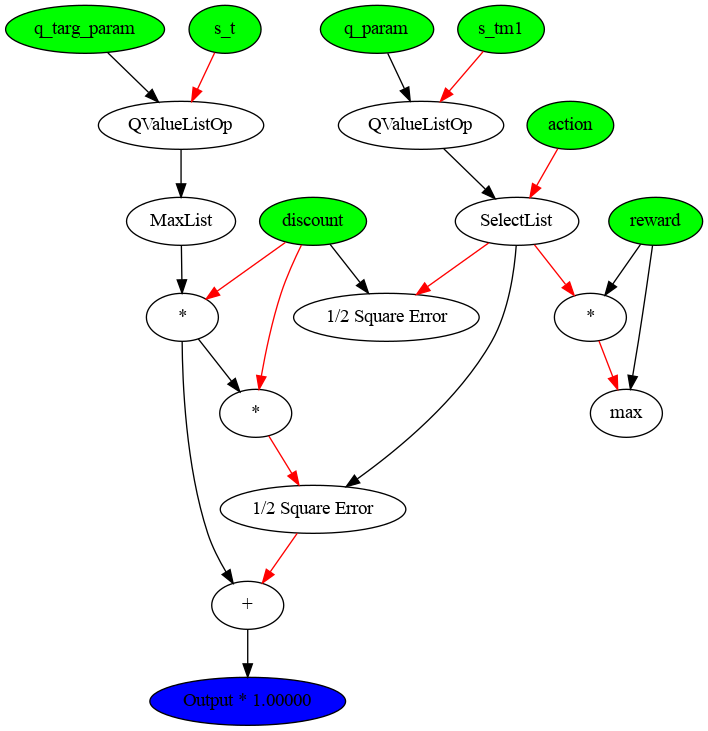 q_targ_param
s_t
q_param
s_tm1
QValueListOp
QValueListOp
action
MaxList
discount
SelectList
reward
*
1/2 Square Error
*
*
max
1/2 Square Error
+
Output * 1.00000